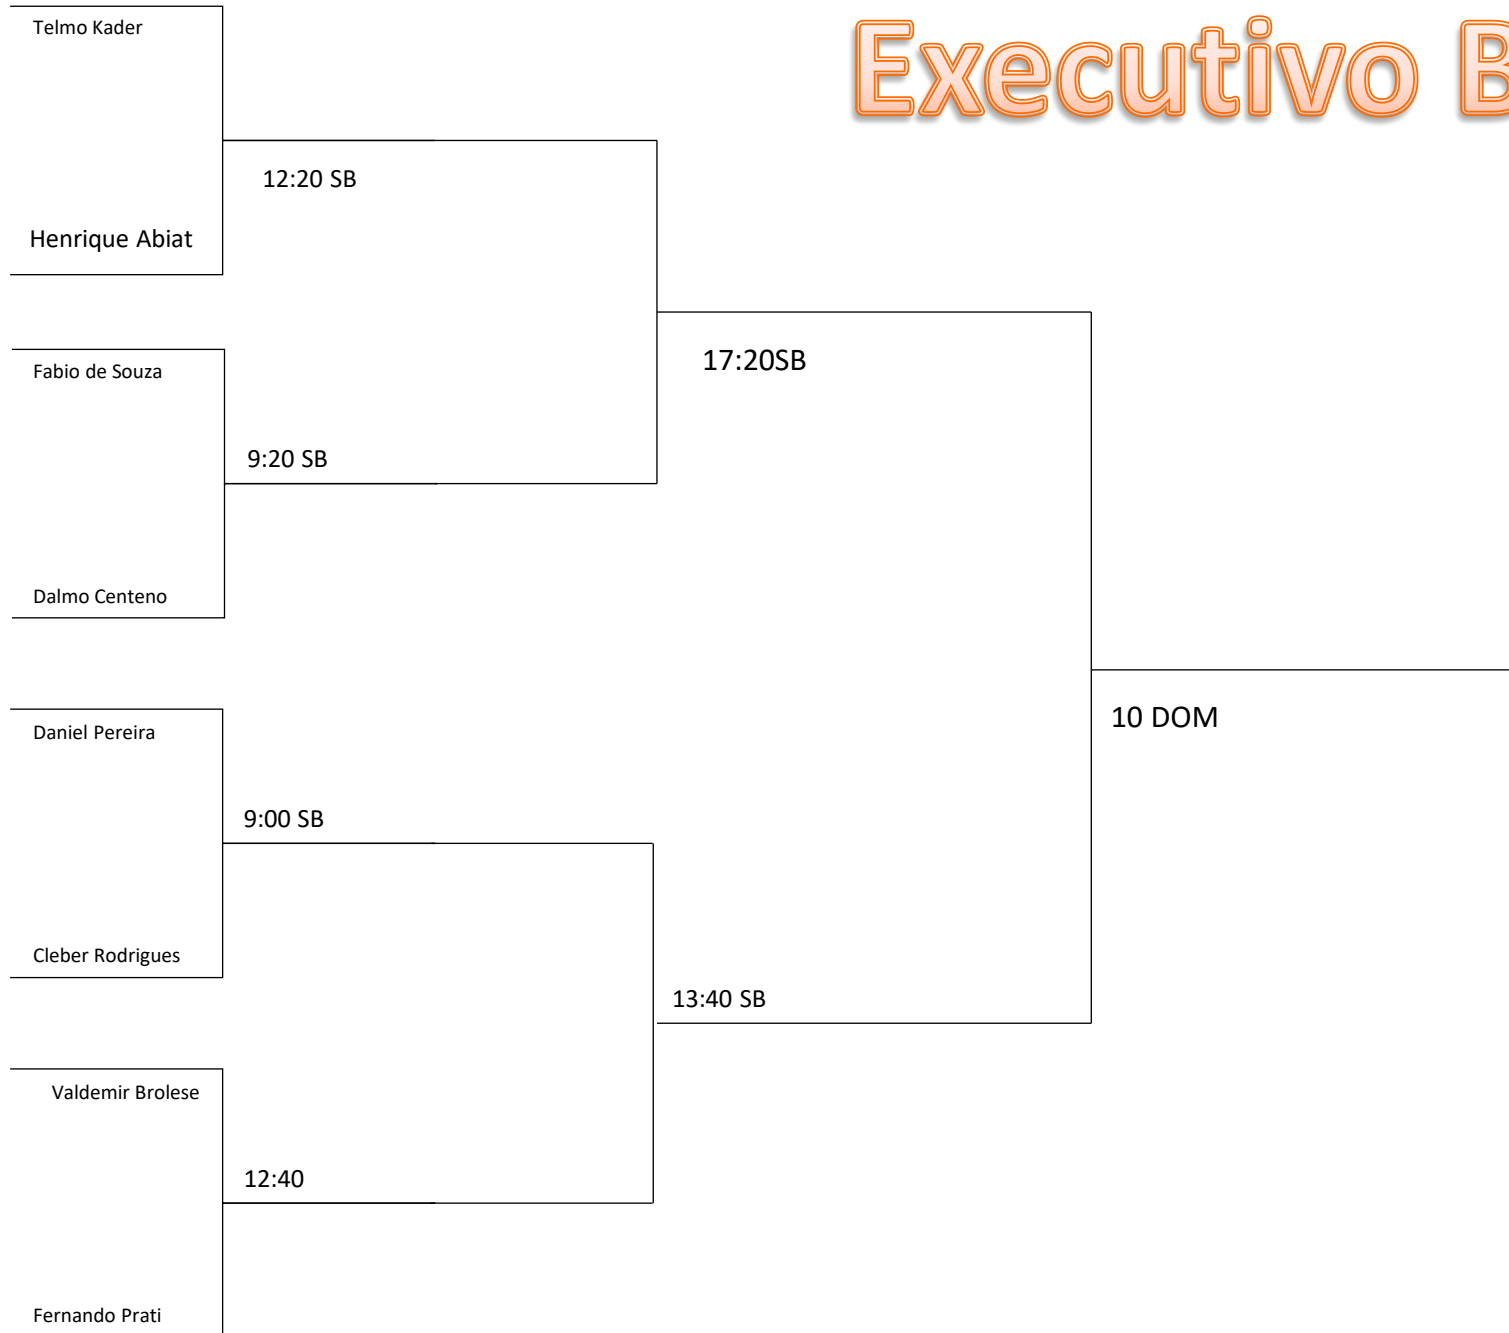 Telmo Kader
Executivo B
12:20 SB
Henrique Abiat
17:20SB
Fabio de Souza
9:20 SB
Dalmo Centeno
10 DOM
Daniel Pereira
9:00 SB
Cleber Rodrigues
13:40 SB
Valdemir Brolese
12:40
Fernando Prati